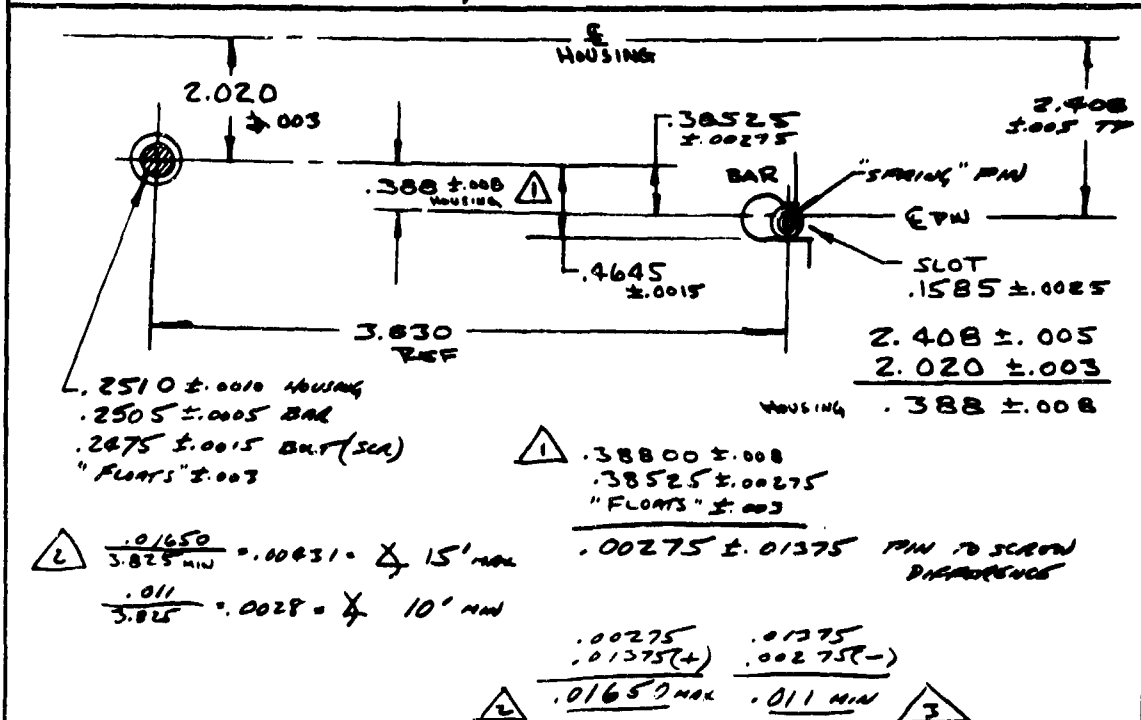 ℄
HOUSING
2.020
±.003
.38525
±.00275
2.408
±.005 TP
.388 ±.008
HOUSING
1
BAR
"SPRING" PIN
℄ PIN
.4645
±.0015
SLOT
.1585 ±.0025
3.830
REF
2.408 ±.005
2.020 ±.003
HOUSING .388 ±.008
.2510 ±.0010 HOUSING
.2505 ±.0005 BAR
.2475 ±.0015 BOLT (SCR)
"FLOATS" ±.003
1 .38800 ±.008
.38525 ±.00275
"FLOATS" ±.003
.00275 ±.01375 PIN TO SCREW
DIFFERENCE
2 .01650 / 3.825 MIN = .00431 = ∡ 15' MAX
.011 / 3.825 = .0028 = ∡ 10' MIN
.00275 .01375
.01375(+) .00275(-)
2 .01650 MAX .011 MIN 3